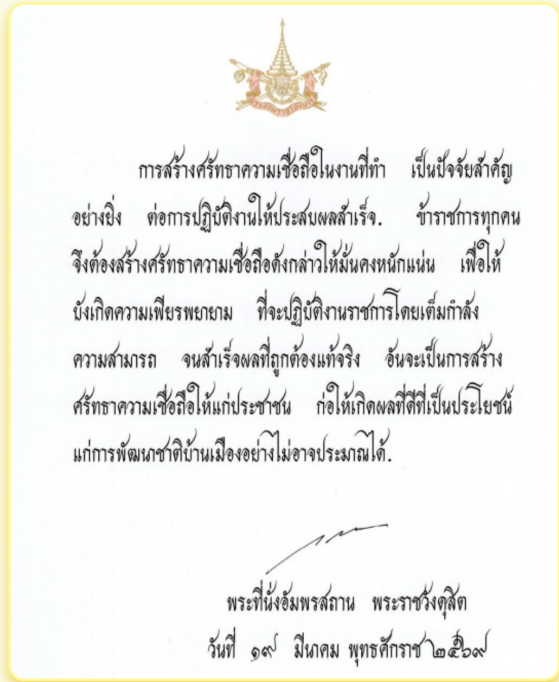 การสร้างศรัทธาความเชื่อถือในงานที่ทำ เป็นปัจจัยสำคัญ
อย่างยิ่ง ต่อการปฏิบัติงานให้ประสบผลสำเร็จ. ข้าราชการทุกคน
จึงต้องสร้างศรัทธาความเชื่อถือดังกล่าวให้มั่นคงหนักแน่น เพื่อให้
บังเกิดความเพียรพยายาม ที่จะปฏิบัติงานราชการโดยเต็มกำลัง
ความสามารถ จนสำเร็จผลที่ถูกต้องแท้จริง อันจะเป็นการสร้าง
ศรัทธาความเชื่อถือให้แก่ประชาชน ก่อให้เกิดผลที่ดีที่เป็นประโยชน์
แก่การพัฒนาชาติบ้านเมืองอย่างไม่อาจประมาณได้.
พระที่นั่งอัมพรสถาน พระราชวังดุสิต
วันที่ ๑๙ มีนาคม พุทธศักราช ๒๕๖๙